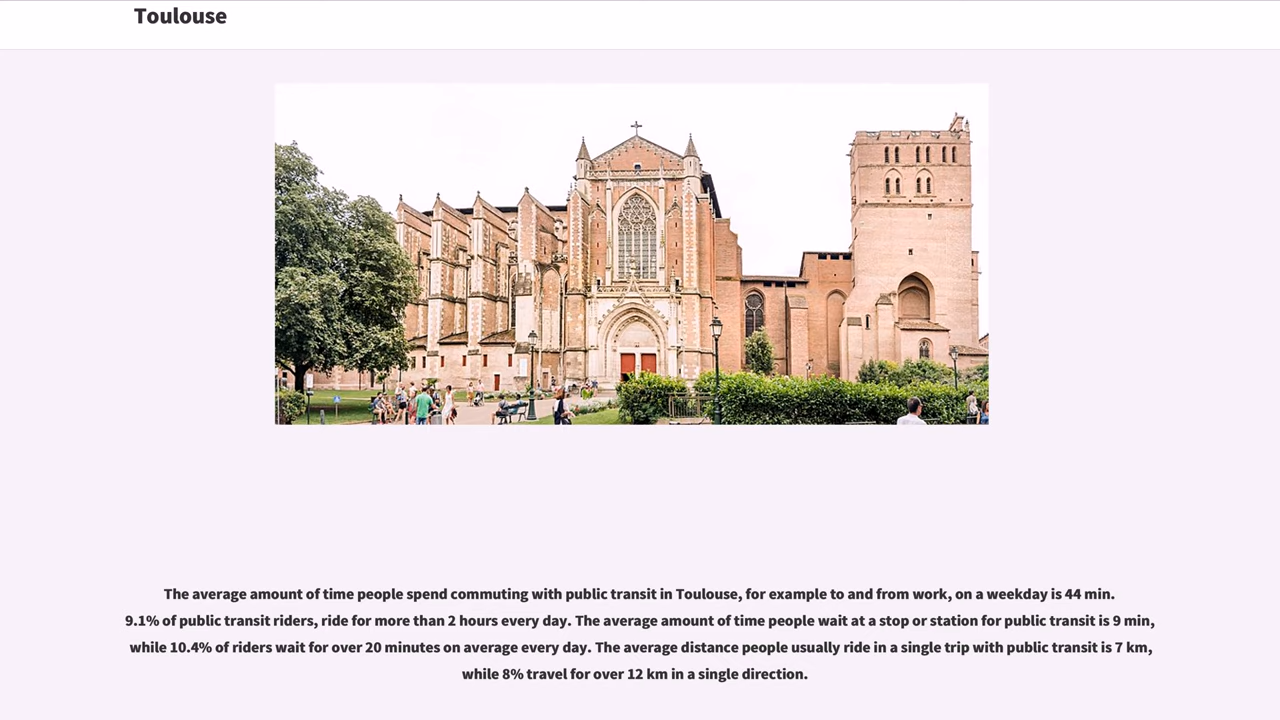 Toulouse
The average amount of time people spend commuting with public transit in Toulouse, for example to and from work, on a weekday is 44 min.
9.1% of public transit riders, ride for more than 2 hours every day. The average amount of time people wait at a stop or station for public transit is 9 min,
while 10.4% of riders wait for over 20 minutes on average every day. The average distance people usually ride in a single trip with public transit is 7 km,
while 8% travel for over 12 km in a single direction.